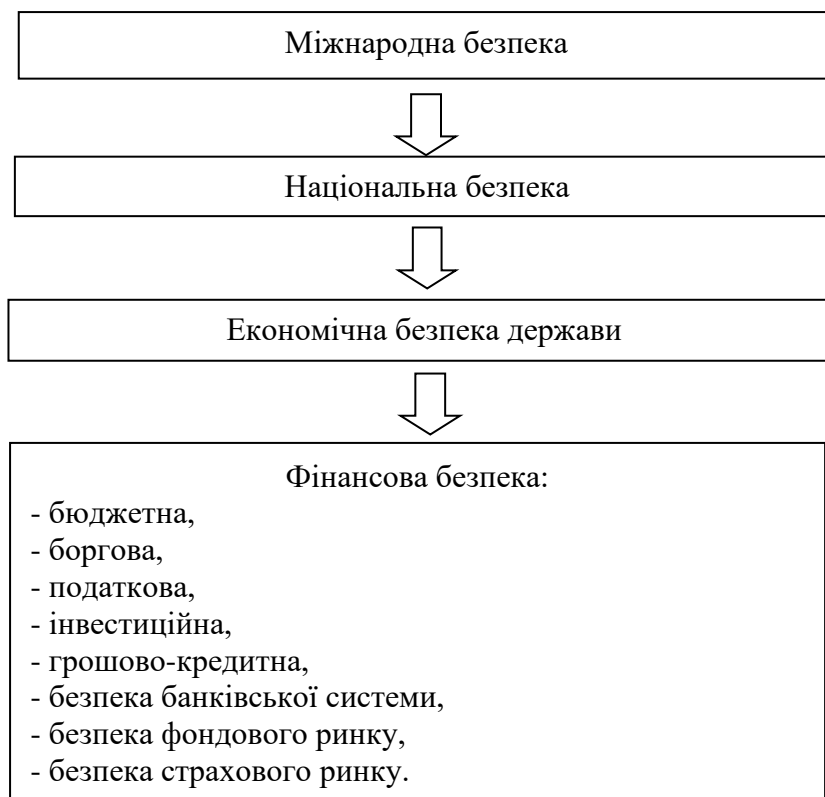 Міжнародна безпека
Національна безпека
Економічна безпека держави
Фінансова безпека:
- бюджетна,
- боргова,
- податкова,
- інвестиційна,
- грошово-кредитна,
- безпека банківської системи,
- безпека фондового ринку,
- безпека страхового ринку.